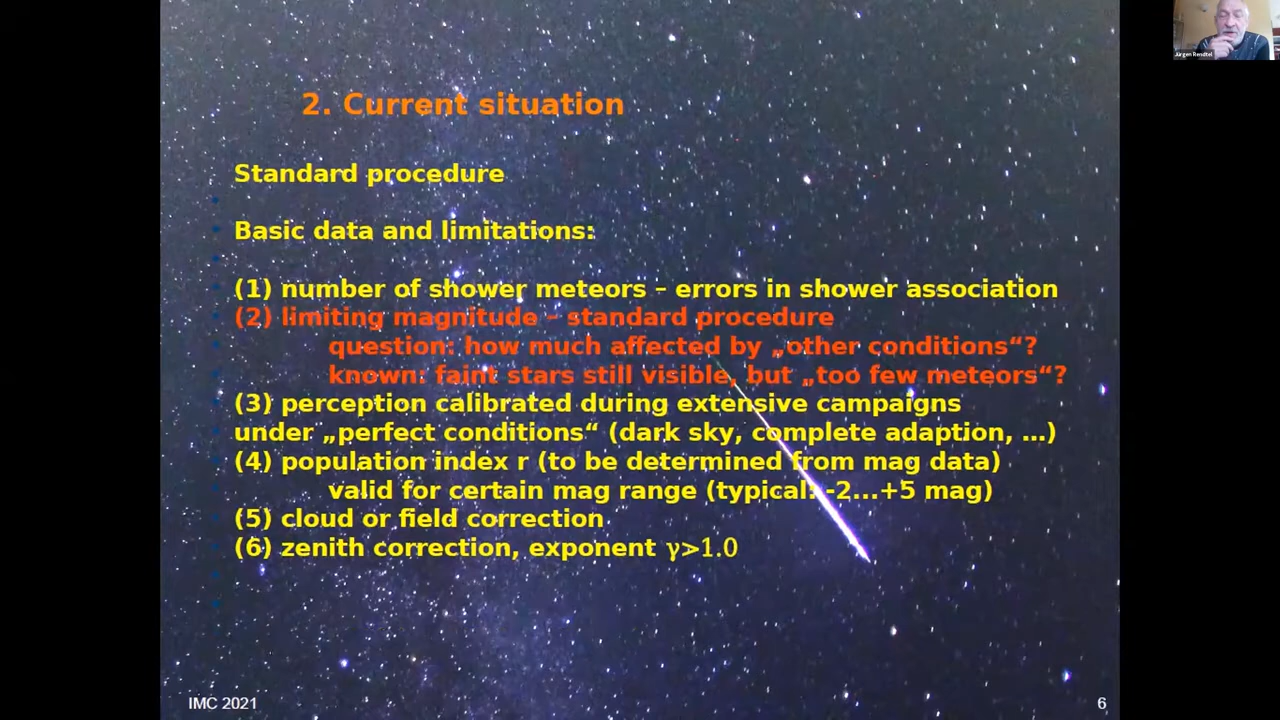 Jürgen Rendtel
2. Current situation
Standard procedure
Basic data and limitations:
(1) number of shower meteors – errors in shower association
(2) limiting magnitude – standard procedure
question: how much affected by „other conditions“?
known: faint stars still visible, but „too few meteors“?
(3) perception calibrated during extensive campaigns
under „perfect conditions“ (dark sky, complete adaption, ...)
(4) population index r (to be determined from mag data)
valid for certain mag range (typical: -2...+5 mag)
(5) cloud or field correction
(6) zenith correction, exponent γ>1.0
IMC 2021
6